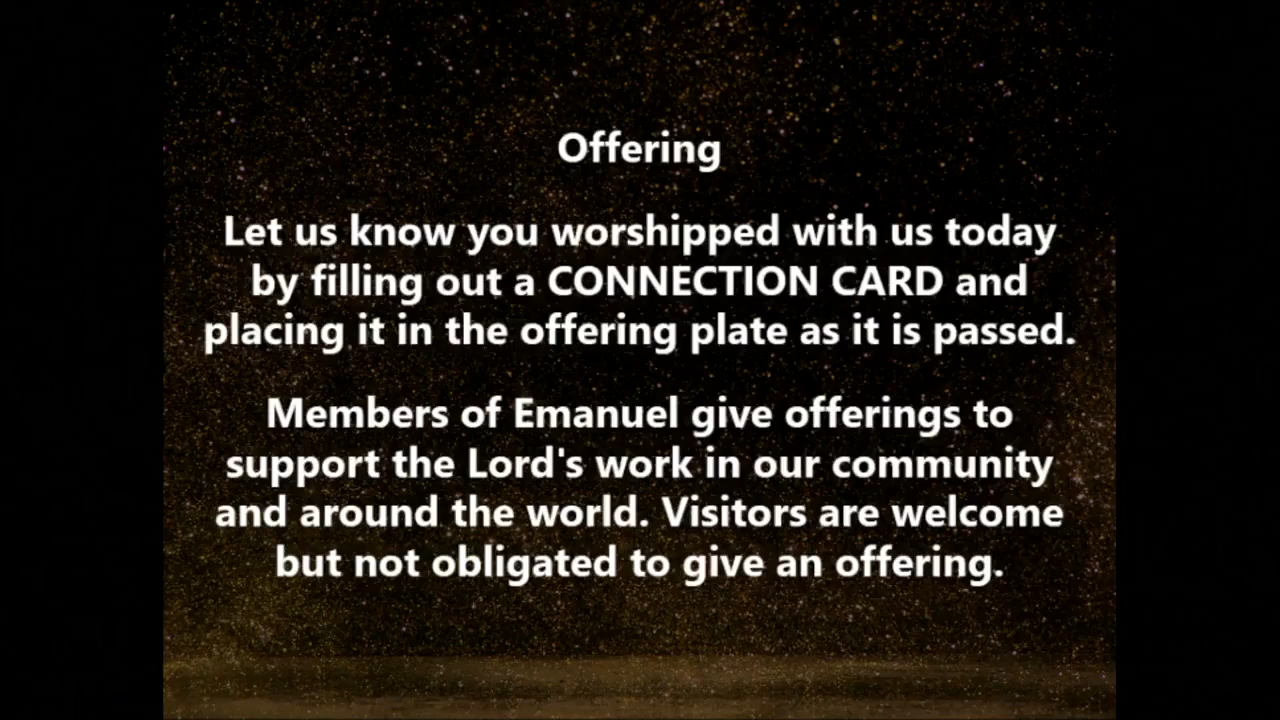 Offering
Let us know you worshipped with us today
by filling out a CONNECTION CARD and
placing it in the offering plate as it is passed.
Members of Emanuel give offerings to
support the Lord's work in our community
and around the world. Visitors are welcome
but not obligated to give an offering.